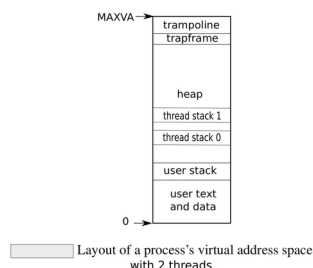 MAXVA
trampoline
trapframe
heap
thread stack 1
thread stack 0
user stack
user text
and data
0
Layout of a process's virtual address space
with 2 threads.